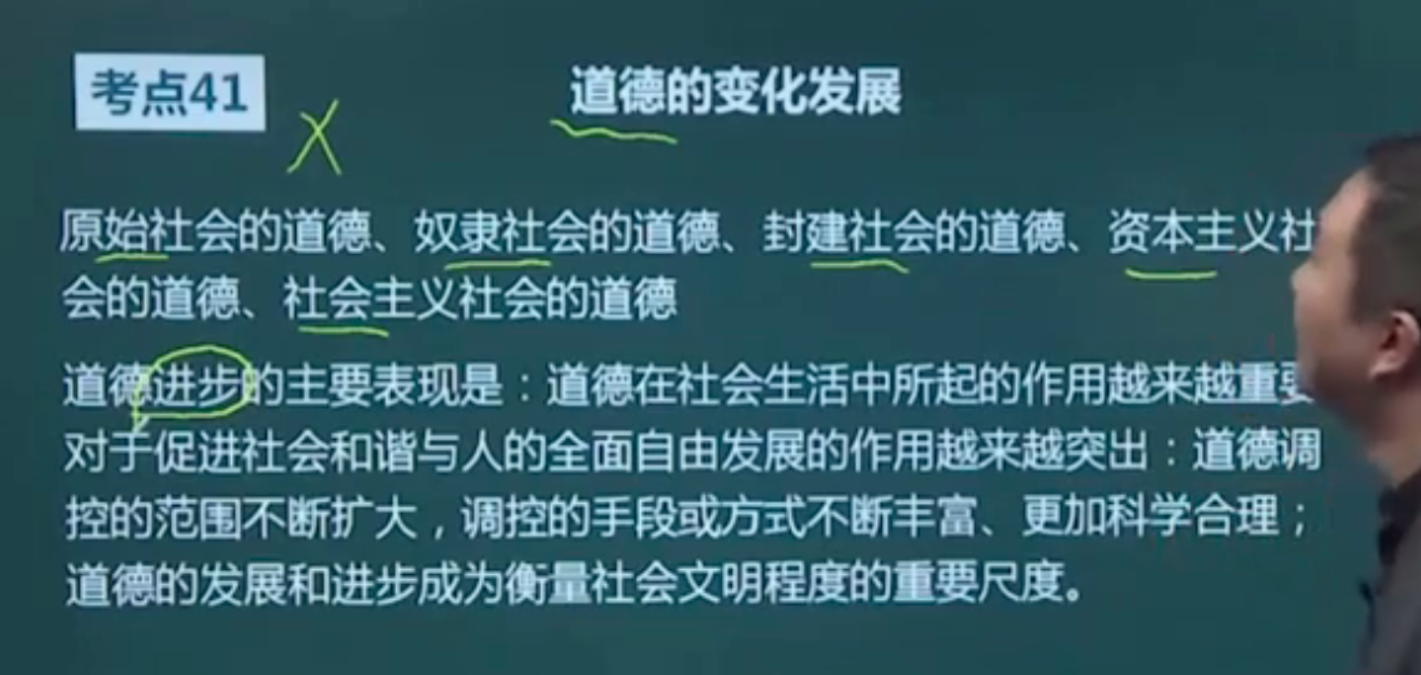 考点41
X
道德的变化发展
原始社会的道德、奴隶社会的道德、封建社会的道德、资本主义社
会的道德、社会主义社会的道德
道德进步的主要表现是：道德在社会生活中所起的作用越来越重要
对于促进社会和谐与人的全面自由发展的作用越来越突出：道德调
控的范围不断扩大，调控的手段或方式不断丰富、更加科学合理；
道德的发展和进步成为衡量社会文明程度的重要尺度。